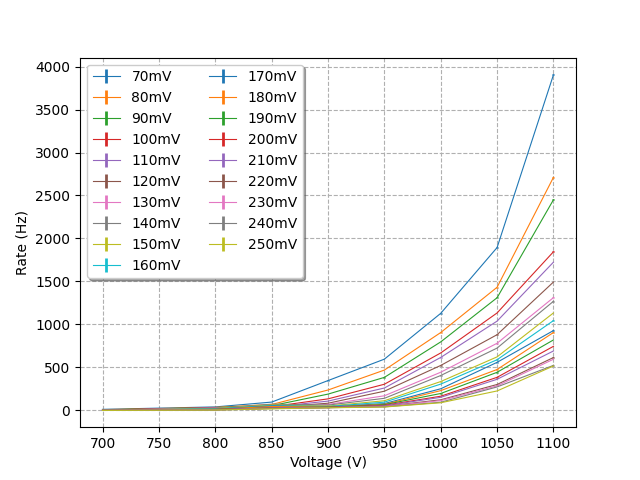 4000
3500
3000
2500
2000
1500
1000
500
0
Rate (Hz)
70mV 170mV
80mV 180mV
90mV 190mV
100mV 200mV
110mV 210mV
120mV 220mV
130mV 230mV
140mV 240mV
150mV 250mV
160mV
700 750 800 850 900 950 1000 1050 1100
Voltage (V)